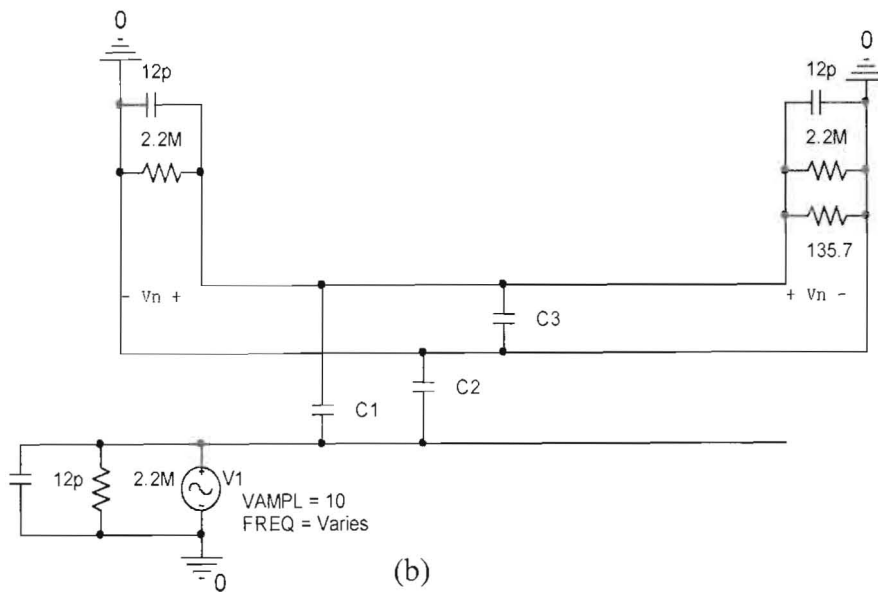 0
12p
2.2M
0
12p
2.2M
135.7
- Vn +
+ Vn -
C3
C2
C1
12p
2.2M
V1
VAMPL = 10
FREQ = Varies
0
(b)